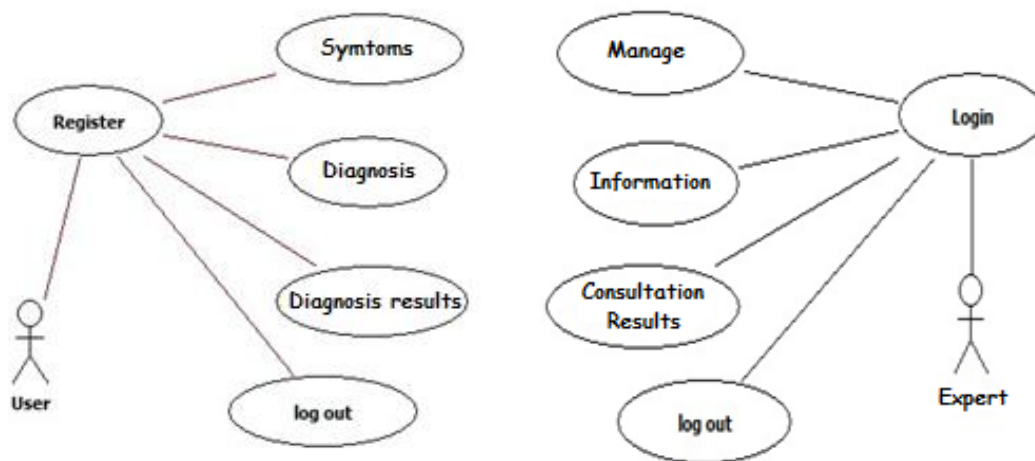 Symtoms
Register
Diagnosis
Diagnosis results
log out
User
Manage
Login
Information
Consultation
Results
log out
Expert